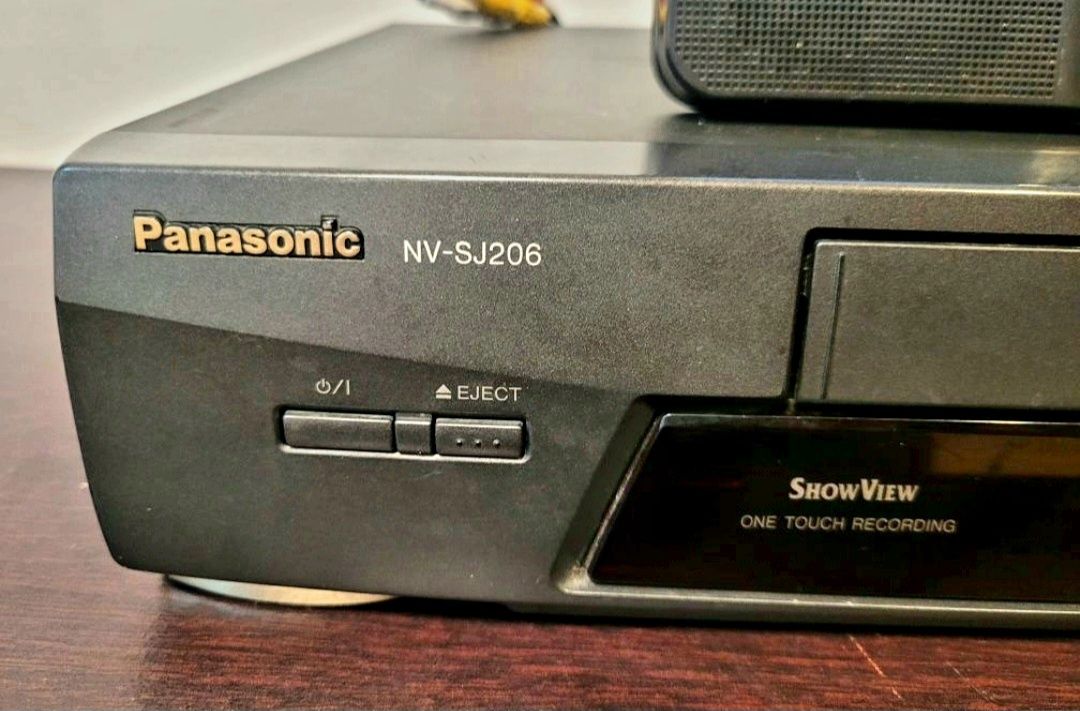 Panasonic NV-SJ206
⏻/I ⏏ EJECT
SHOWVIEW
ONE TOUCH RECORDING